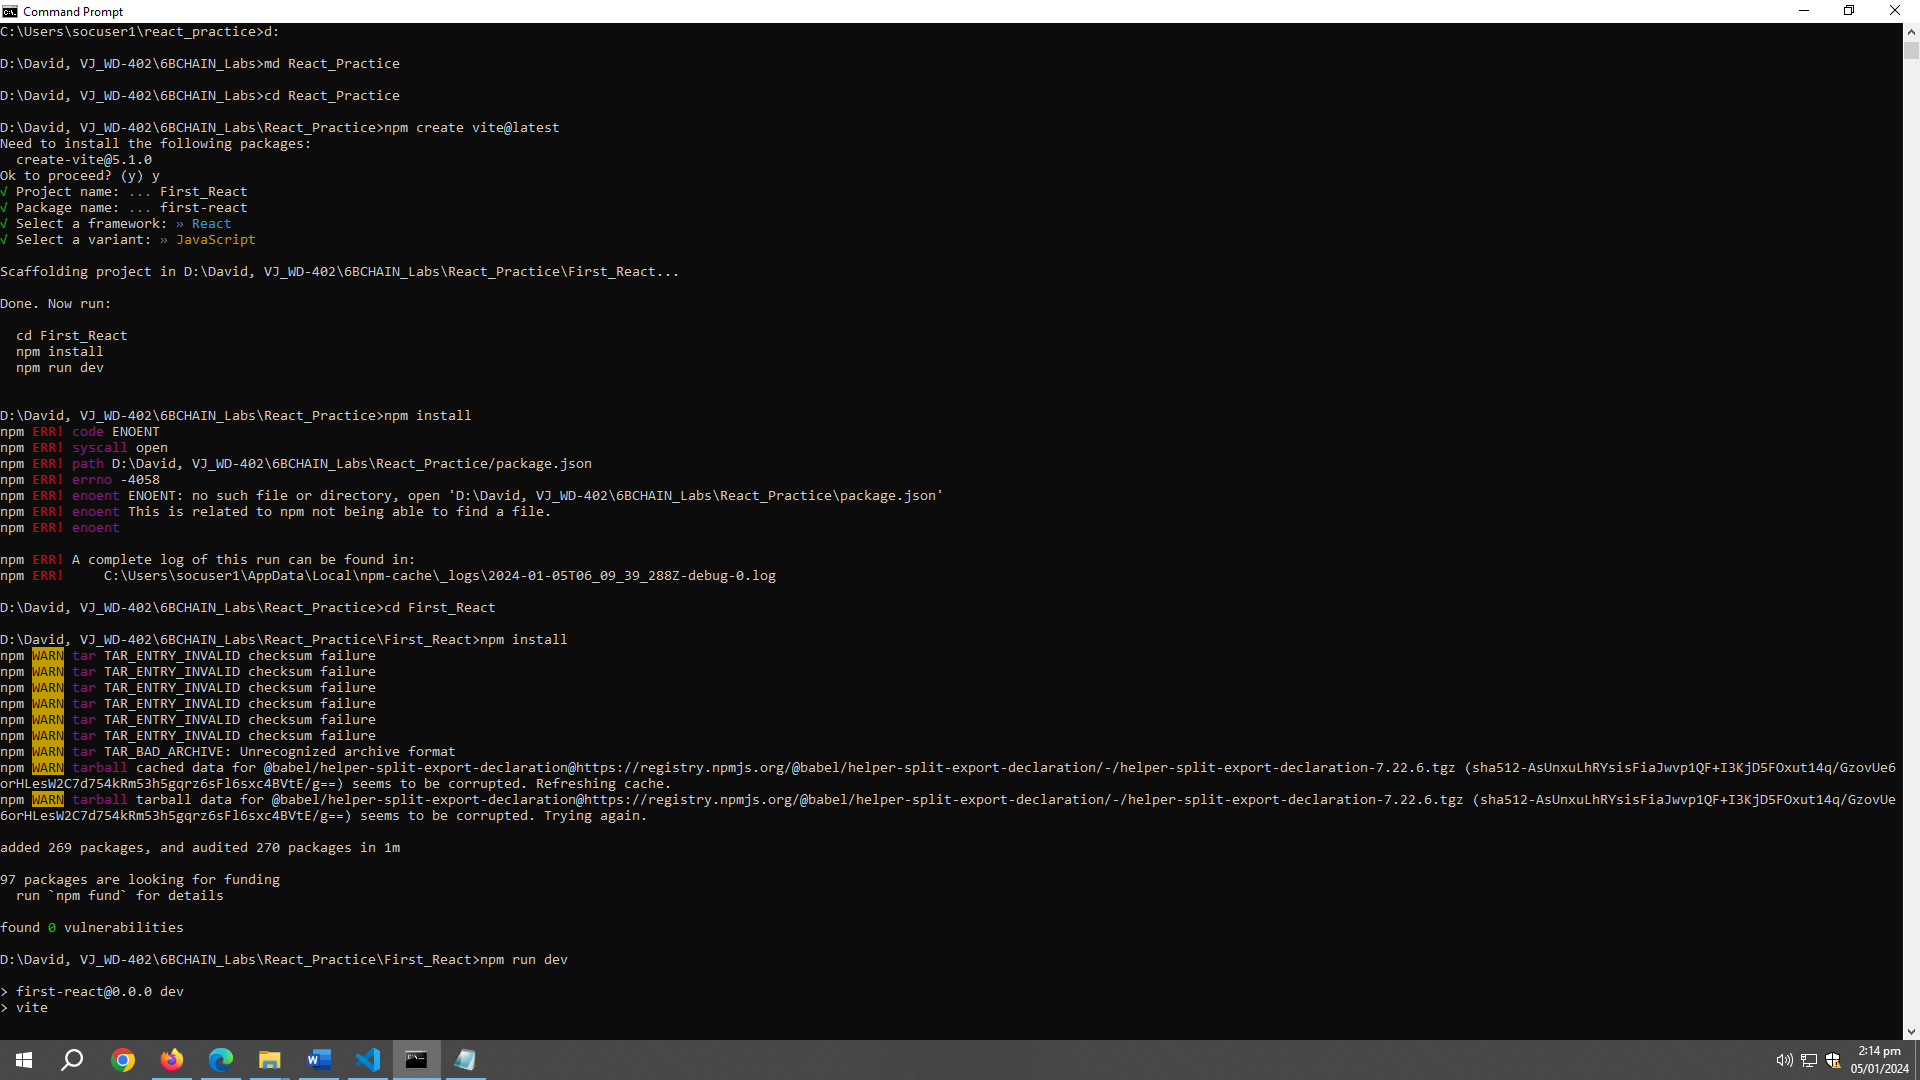 Command Prompt
C:\Users\socuser1\react_practice>d:
D:\David, VJ_WD-402\6BCHAIN_Labs>md React_Practice
D:\David, VJ_WD-402\6BCHAIN_Labs>cd React_Practice
D:\David, VJ_WD-402\6BCHAIN_Labs\React_Practice>npm create vite@latest
Need to install the following packages:
  create-vite@5.1.0
Ok to proceed? (y) y
√ Project name: ... First_React
√ Package name: ... first-react
√ Select a framework: » React
√ Select a variant: » JavaScript
Scaffolding project in D:\David, VJ_WD-402\6BCHAIN_Labs\React_Practice\First_React...
Done. Now run:
  cd First_React
  npm install
  npm run dev
D:\David, VJ_WD-402\6BCHAIN_Labs\React_Practice>npm install
npm ERR! code ENOENT
npm ERR! syscall open
npm ERR! path D:\David, VJ_WD-402\6BCHAIN_Labs\React_Practice/package.json
npm ERR! errno -4058
npm ERR! enoent ENOENT: no such file or directory, open 'D:\David, VJ_WD-402\6BCHAIN_Labs\React_Practice\package.json'
npm ERR! enoent This is related to npm not being able to find a file.
npm ERR! enoent
npm ERR! A complete log of this run can be found in:
npm ERR!     C:\Users\socuser1\AppData\Local\npm-cache\_logs\2024-01-05T06_09_39_288Z-debug-0.log
D:\David, VJ_WD-402\6BCHAIN_Labs\React_Practice>cd First_React
D:\David, VJ_WD-402\6BCHAIN_Labs\React_Practice\First_React>npm install
npm WARN tar TAR_ENTRY_INVALID checksum failure
npm WARN tar TAR_ENTRY_INVALID checksum failure
npm WARN tar TAR_ENTRY_INVALID checksum failure
npm WARN tar TAR_ENTRY_INVALID checksum failure
npm WARN tar TAR_ENTRY_INVALID checksum failure
npm WARN tar TAR_ENTRY_INVALID checksum failure
npm WARN tar TAR_BAD_ARCHIVE: Unrecognized archive format
npm WARN tarball cached data for @babel/helper-split-export-declaration@https://registry.npmjs.org/@babel/helper-split-export-declaration/-/helper-split-export-declaration-7.22.6.tgz (sha512-AsUnxuLhRYsisFiaJwvp1QF+I3KjD5FOxut14q/GzovUe6
orHLesW2C7d754kRm53h5gqrz6sFl6sxc4BVtE/g==) seems to be corrupted. Refreshing cache.
npm WARN tarball tarball data for @babel/helper-split-export-declaration@https://registry.npmjs.org/@babel/helper-split-export-declaration/-/helper-split-export-declaration-7.22.6.tgz (sha512-AsUnxuLhRYsisFiaJwvp1QF+I3KjD5FOxut14q/GzovUe
6orHLesW2C7d754kRm53h5gqrz6sFl6sxc4BVtE/g==) seems to be corrupted. Trying again.
added 269 packages, and audited 270 packages in 1m
97 packages are looking for funding
  run `npm fund` for details
found 0 vulnerabilities
D:\David, VJ_WD-402\6BCHAIN_Labs\React_Practice\First_React>npm run dev
> first-react@0.0.0 dev
> vite
2:14 pm
05/01/2024